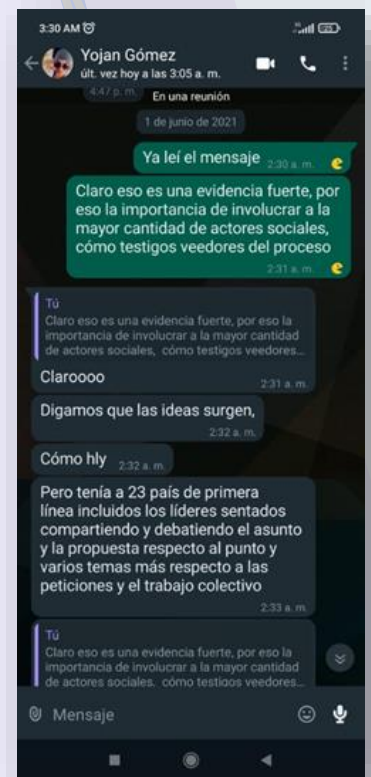 3:30 AM
Yojan Gómez
últ. vez hoy a las 3:05 a. m.
4:47 p. m.
En una reunión
1 de junio de 2021
Ya leí el mensaje 2:30 a. m.
Claro eso es una evidencia fuerte, por
eso la importancia de involucrar a la
mayor cantidad de actores sociales,
cómo testigos veedores del proceso
2:31 a. m.
Tú
Claro eso es una evidencia fuerte, por eso la
importancia de involucrar a la mayor cantidad
de actores sociales, cómo testigos veedores...
Claroooo 2:31 a. m.
Digamos que las ideas surgen,
2:32 a. m.
Cómo hly 2:32 a. m.
Pero tenía a 23 país de primera
línea incluidos los líderes sentados
compartiendo y debatiendo el asunto
y la propuesta respecto al punto y
varios temas más respecto a las
peticiones y el trabajo colectivo
2:33 a. m.
Tú
Claro eso es una evidencia fuerte, por eso la
importancia de involucrar a la mayor cantidad
de actores sociales, cómo testigos veedores...
Mensaje